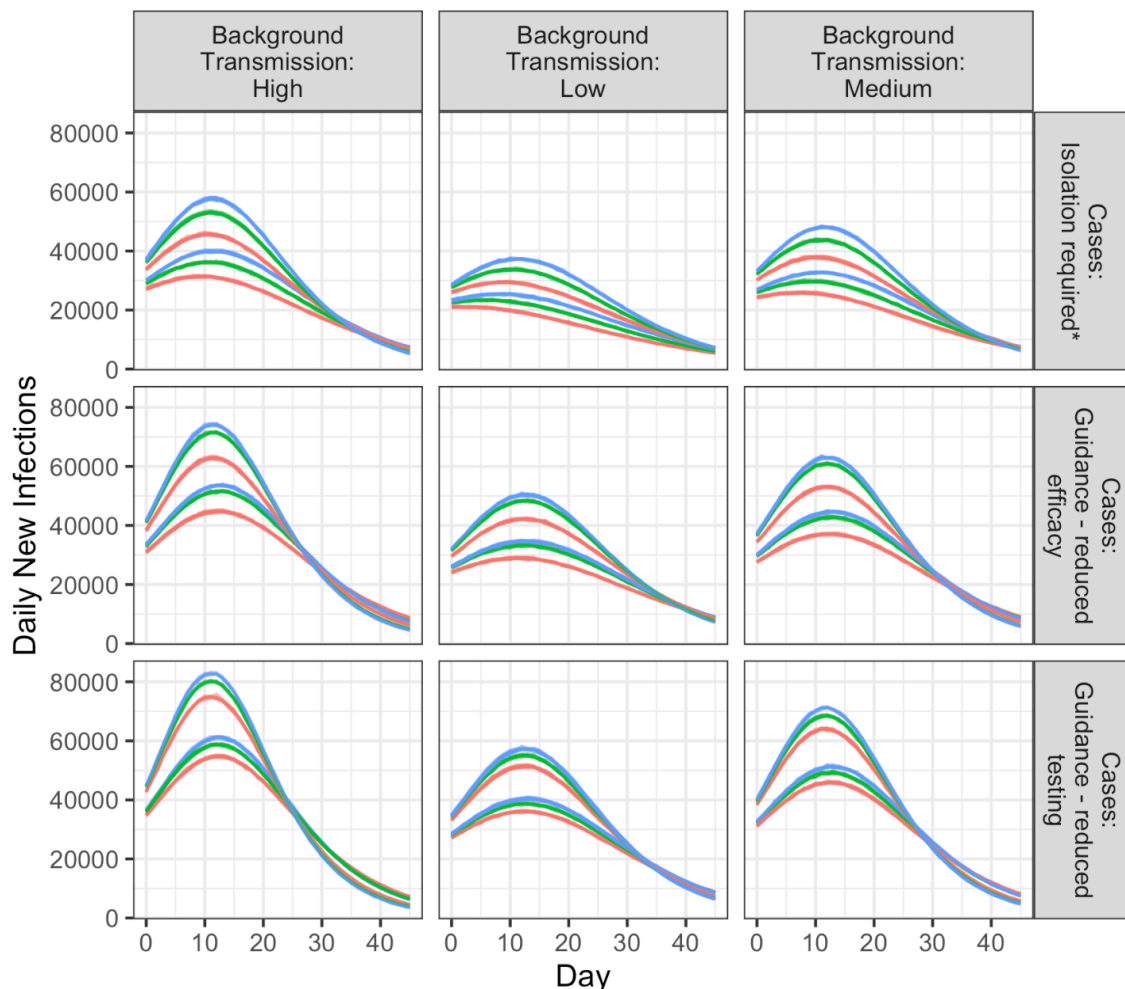 Background
Transmission:
High
Background
Transmission:
Low
Background
Transmission:
Medium
80000
60000
40000
20000
0
Cases:
Isolation required*
80000
60000
40000
20000
0
Cases:
Guidance - reduced
efficacy
80000
60000
40000
20000
0
Cases:
Guidance - reduced
testing
Daily New Infections
0 10 20 30 40
0 10 20 30 40
0 10 20 30 40
Day